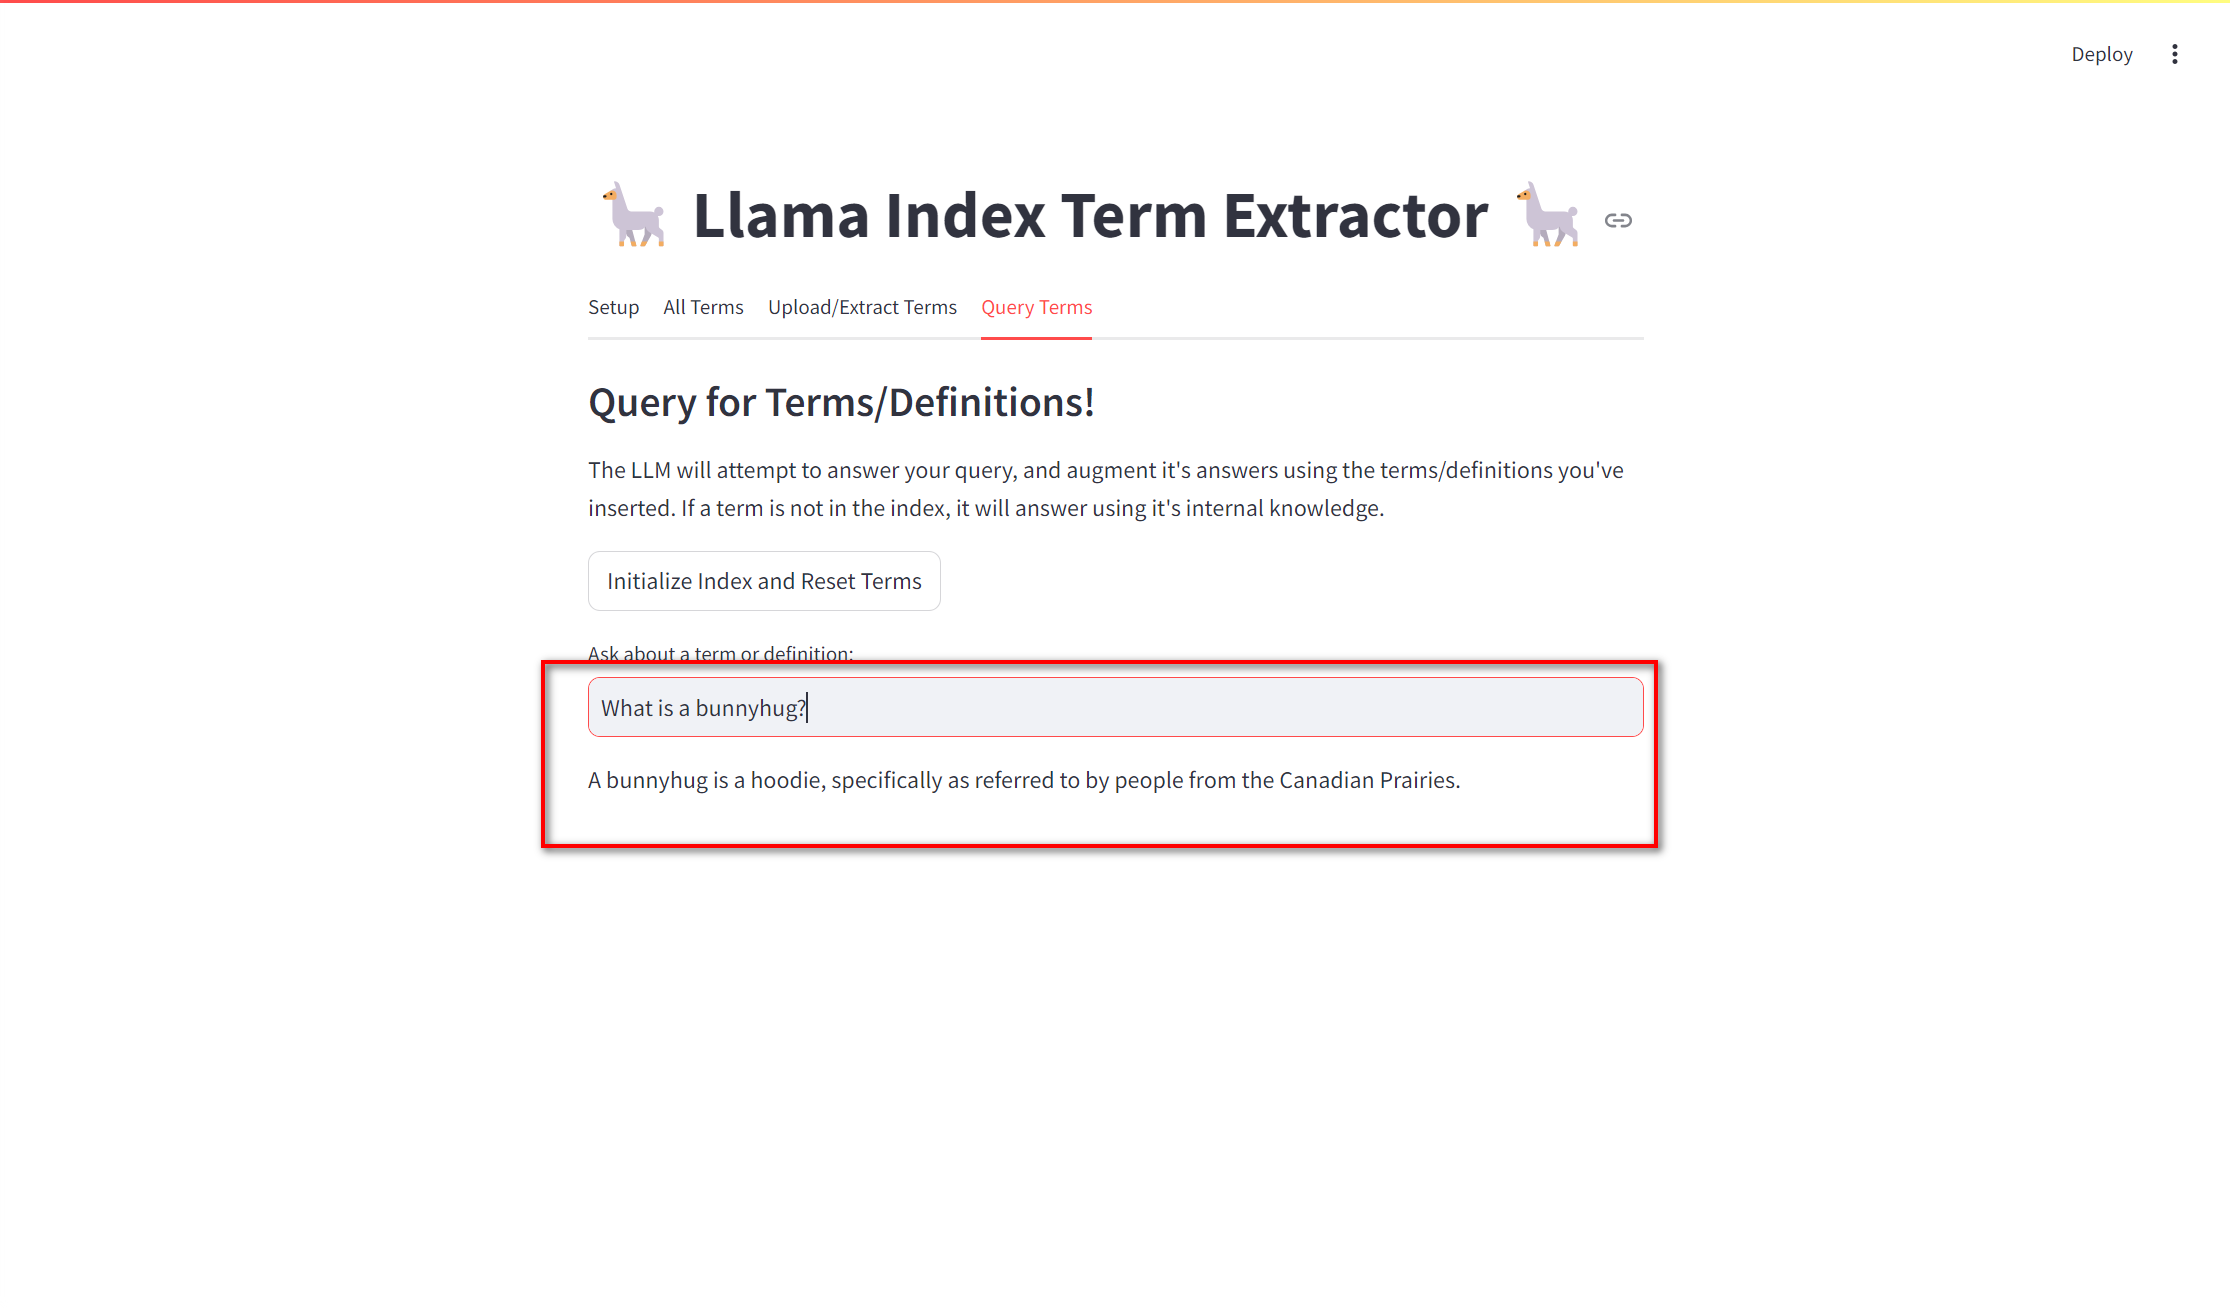 Deploy
Llama Index Term Extractor
Setup All Terms Upload/Extract Terms Query Terms
Query for Terms/Definitions!
The LLM will attempt to answer your query, and augment it's answers using the terms/definitions you've
inserted. If a term is not in the index, it will answer using it's internal knowledge.
Initialize Index and Reset Terms
Ask about a term or definition:
What is a bunnyhug?
A bunnyhug is a hoodie, specifically as referred to by people from the Canadian Prairies.